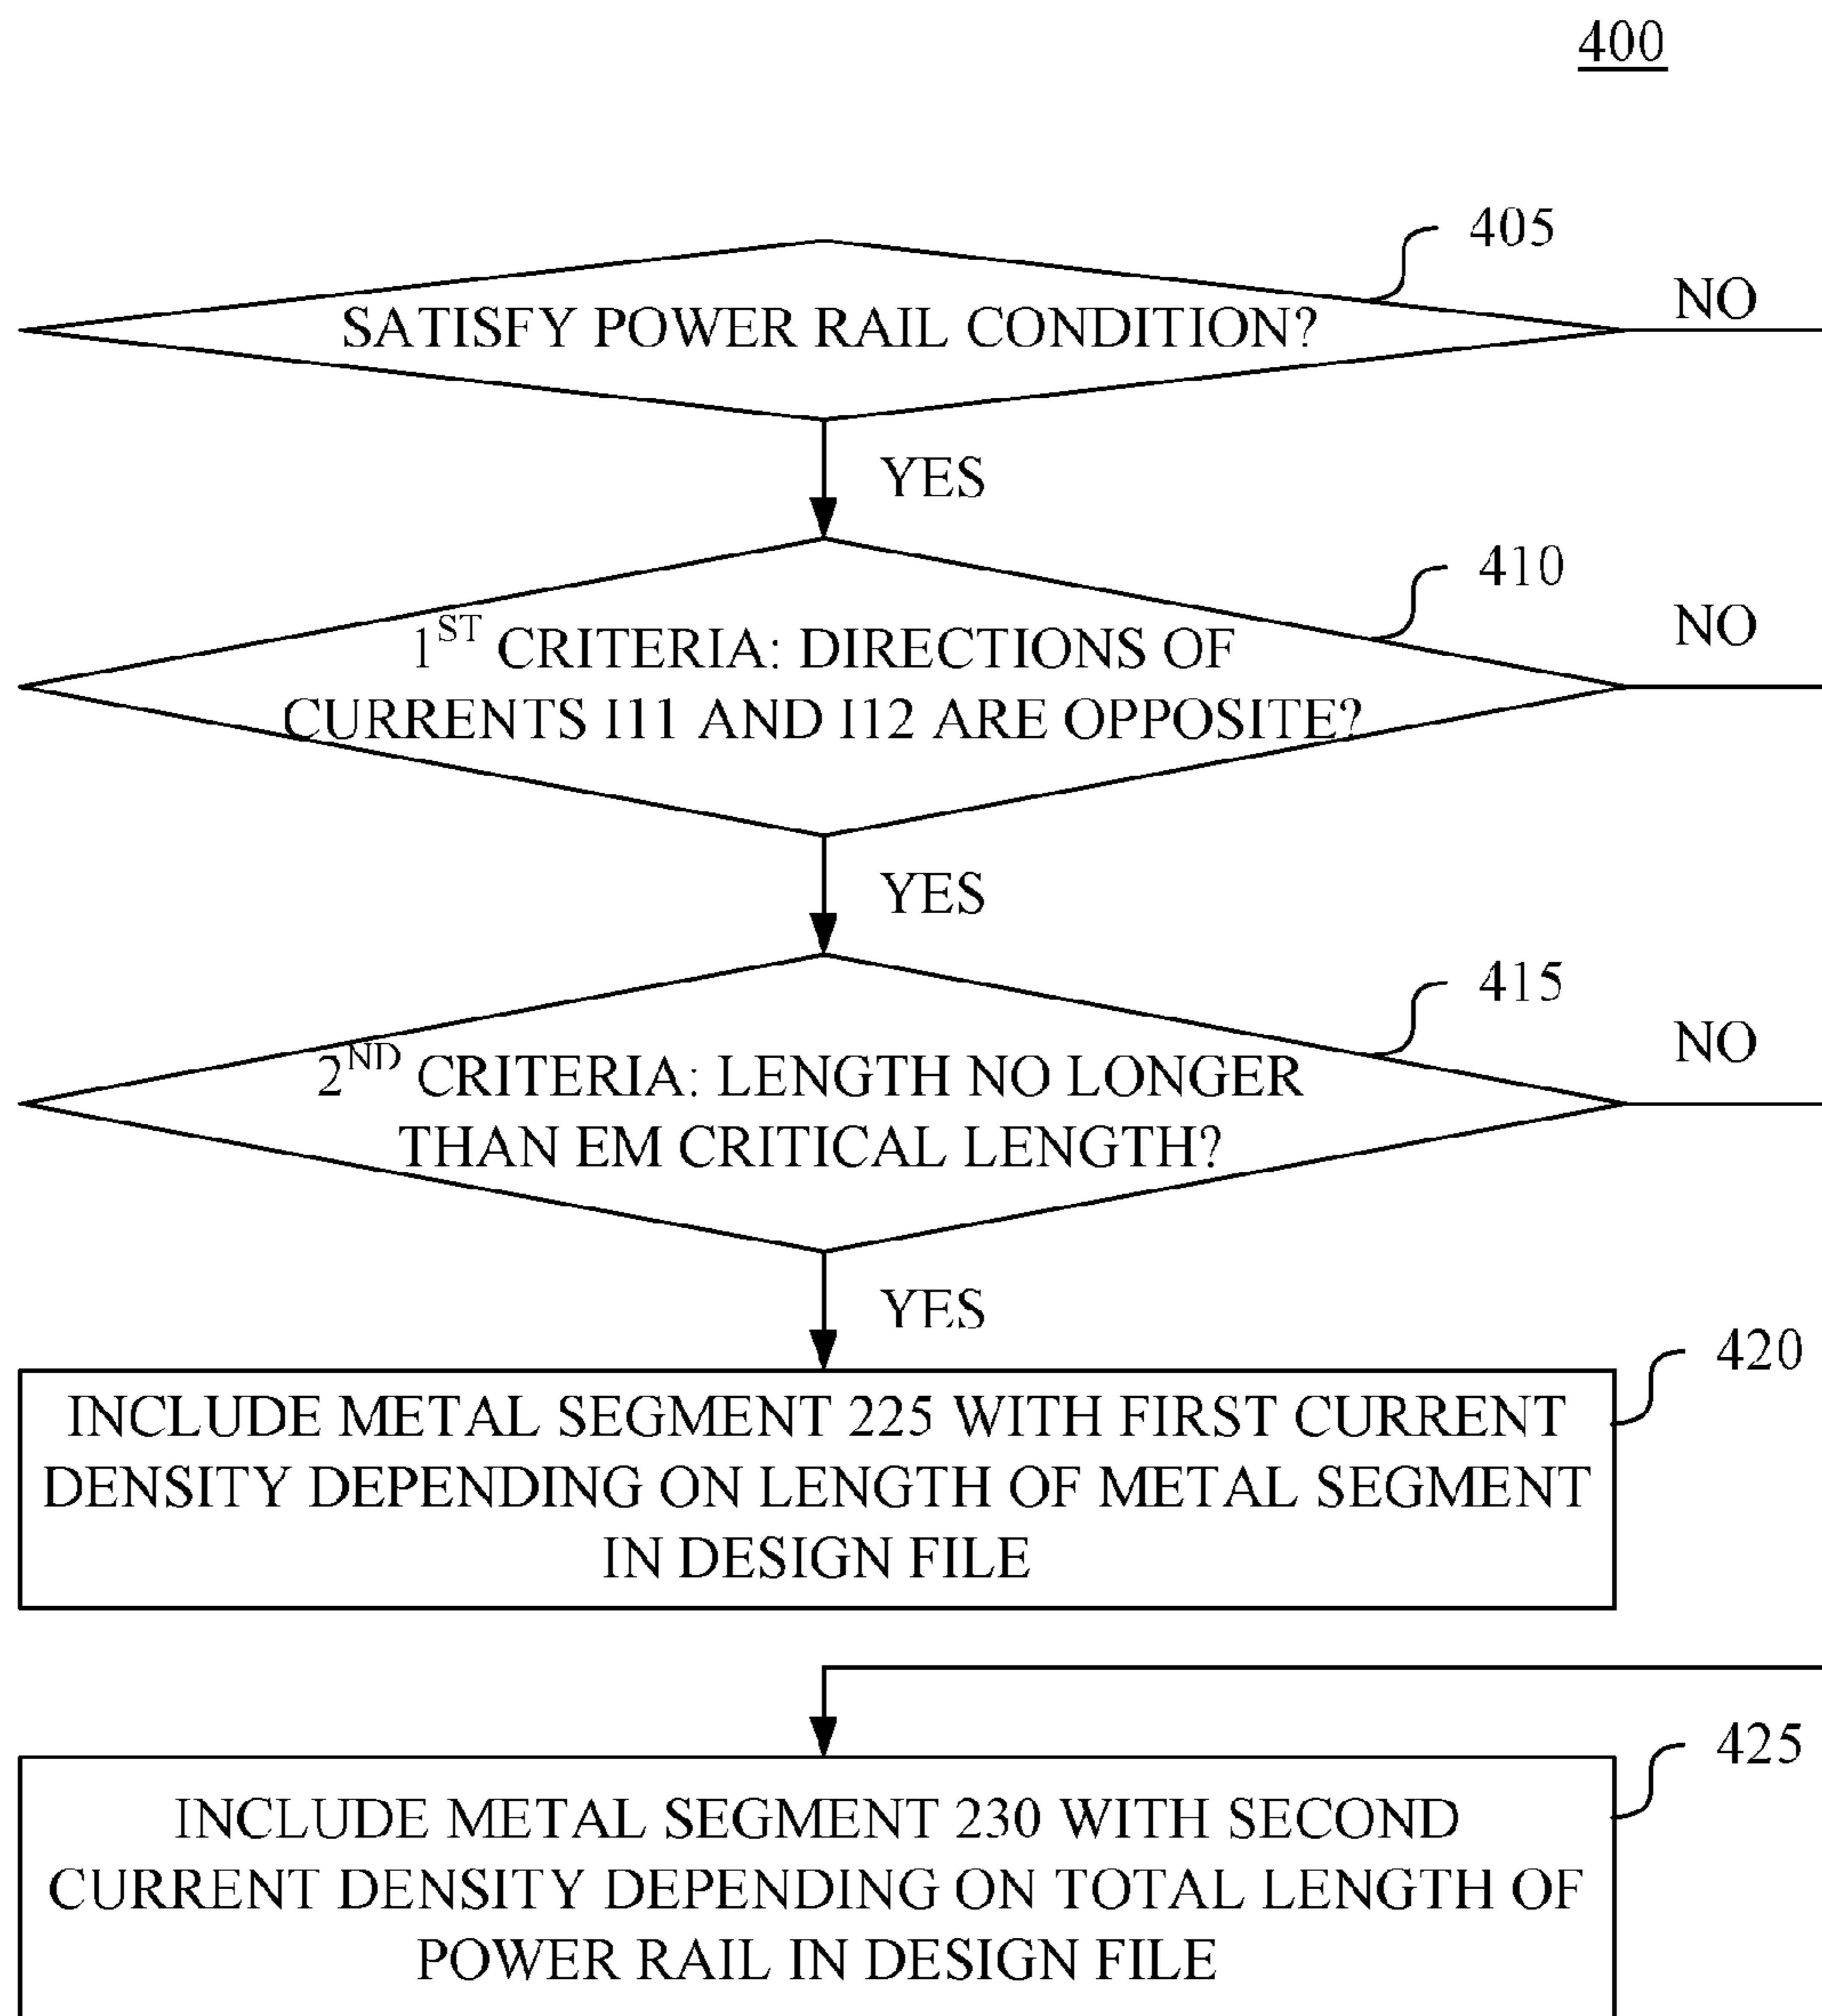 400
405
NO
SATISFY POWER RAIL CONDITION?
YES
410
NO
1ST CRITERIA: DIRECTIONS OF
CURRENTS I11 AND I12 ARE OPPOSITE?
YES
415
NO
2ND CRITERIA: LENGTH NO LONGER
THAN EM CRITICAL LENGTH?
YES
420
INCLUDE METAL SEGMENT 225 WITH FIRST CURRENT
DENSITY DEPENDING ON LENGTH OF METAL SEGMENT
IN DESIGN FILE
425
INCLUDE METAL SEGMENT 230 WITH SECOND
CURRENT DENSITY DEPENDING ON TOTAL LENGTH OF
POWER RAIL IN DESIGN FILE